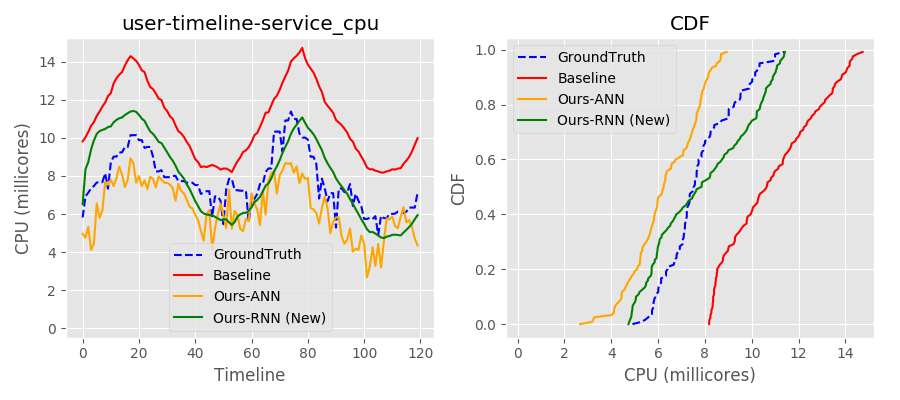 user-timeline-service_cpu
CPU (millicores)
14
12
10
8
6
4
2
0
GroundTruth
Baseline
Ours-ANN
Ours-RNN (New)
0 20 40 60 80 100 120
Timeline
CDF
CDF
1.0
0.8
0.6
0.4
0.2
0.0
GroundTruth
Baseline
Ours-ANN
Ours-RNN (New)
0 2 4 6 8 10 12 14
CPU (millicores)